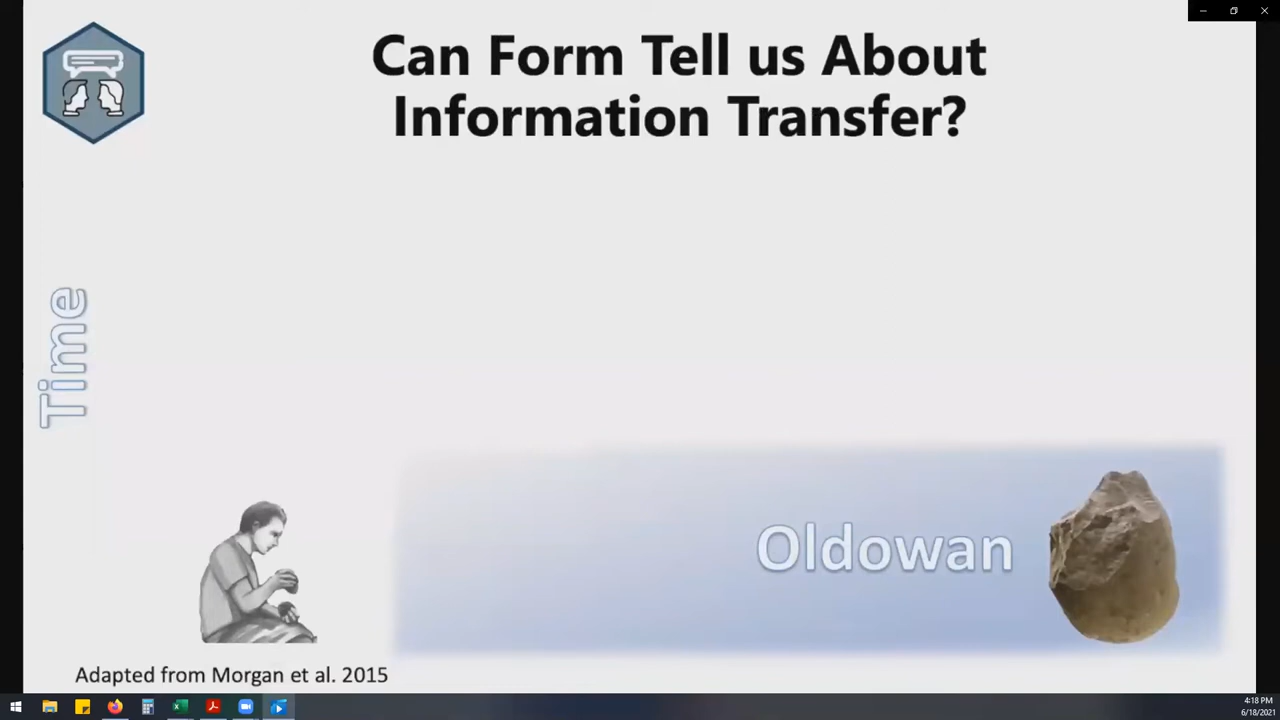 Can Form Tell us About
Information Transfer?
Time
Oldowan
Adapted from Morgan et al. 2015
4:18 PM
6/18/2021